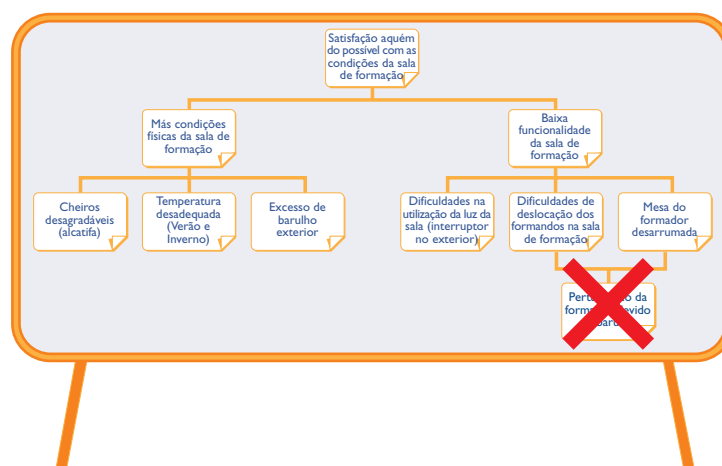 Satisfação aquém
do possível com as
condições da sala
de formação
Más condições
físicas da sala de
formação
Baixa
funcionalidade
da sala de
formação
Cheiros
desagradáveis
(alcatifa)
Temperatura
desadequada
(Verão e
Inverno)
Excesso de
barulho
exterior
Dificuldades na
utilização da luz da
sala (interruptor
no exterior)
Dificuldades de
deslocação dos
formandos na sala
de formação
Mesa do
formador
desarrumada
da